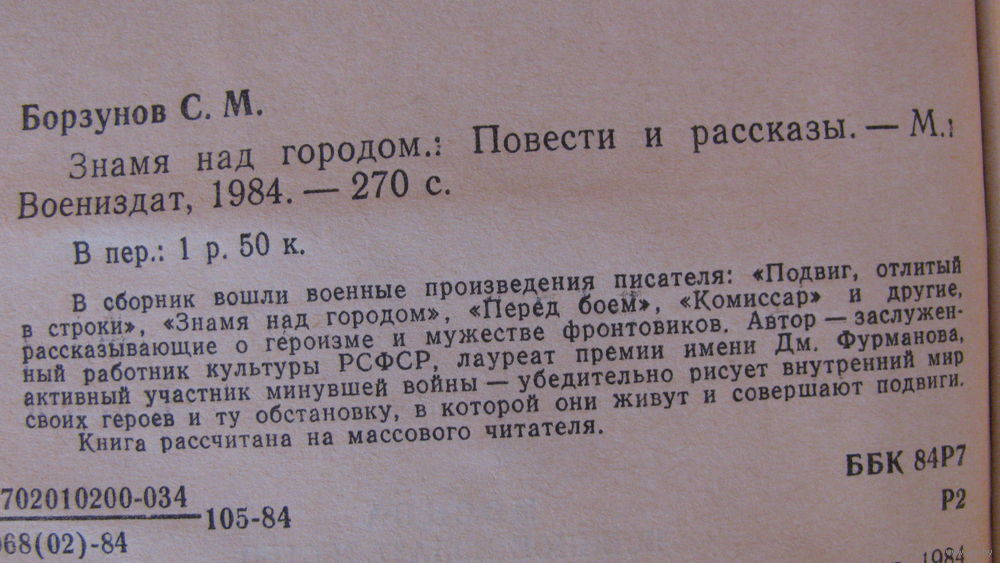 Борзунов С. М.
Знамя над городом.: Повести и рассказы. — М.:
Воениздат, 1984. — 270 с.
В пер.: 1 р. 50 к.
В сборник вошли военные произведения писателя: «Подвиг, отлитый
в строки», «Знамя над городом», «Перед боем», «Комиссар» и другие,
рассказывающие о героизме и мужестве фронтовиков. Автор — заслужен-
ный работник культуры РСФСР, лауреат премии имени Дм. Фурманова,
активный участник минувшей войны — убедительно рисует внутренний мир
своих героев и ту обстановку, в которой они живут и совершают подвиги.
Книга рассчитана на массового читателя.
ББК 84Р7
Р2
702010200-034
105-84
068(02)-84
1984